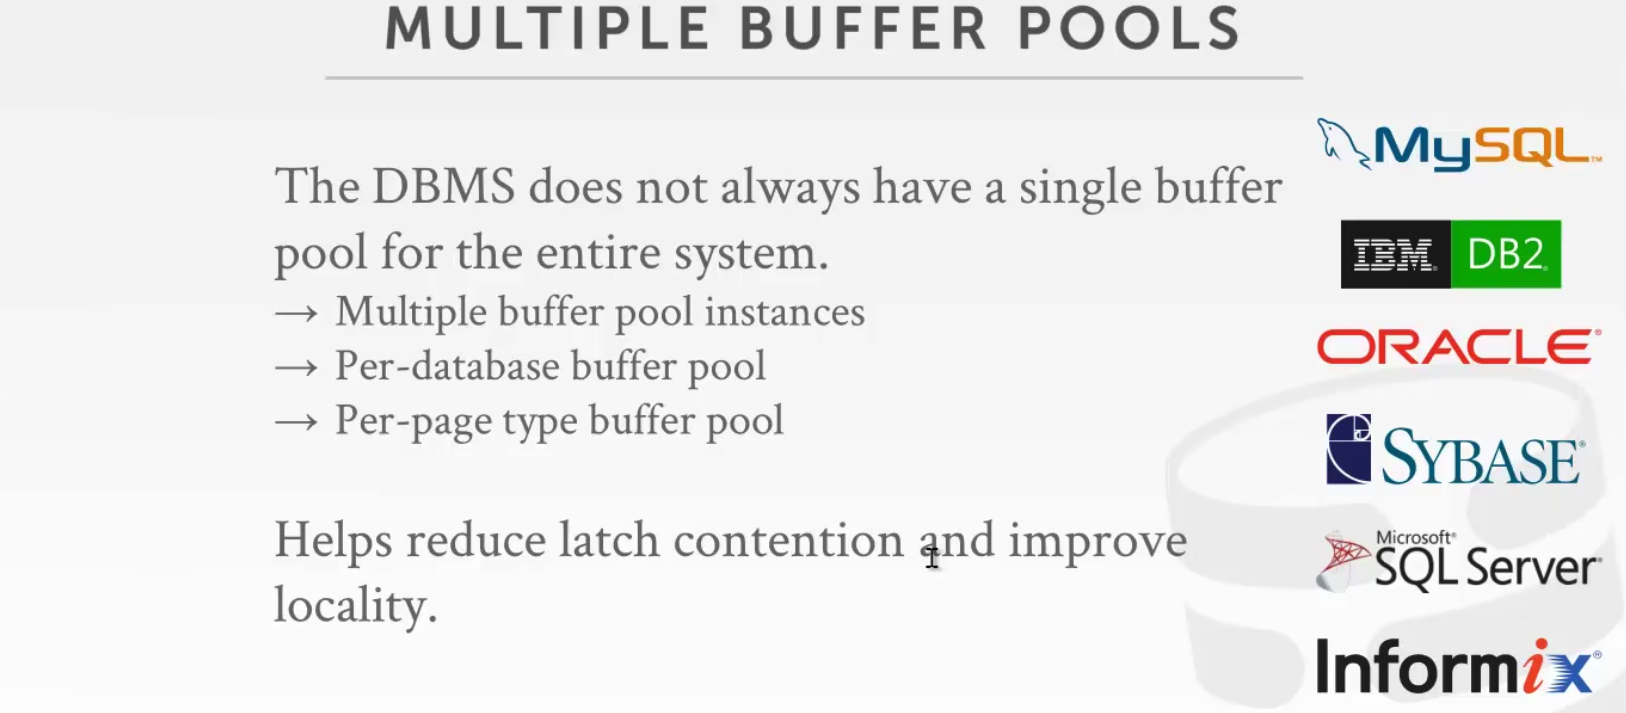 MULTIPLE BUFFER POOLS
The DBMS does not always have a single buffer
pool for the entire system.
→ Multiple buffer pool instances
→ Per-database buffer pool
→ Per-page type buffer pool
Helps reduce latch contention and improve
locality.
MySQL™
IBM® DB2®
ORACLE®
SYBASE®
Microsoft®
SQL Server®
Informix®